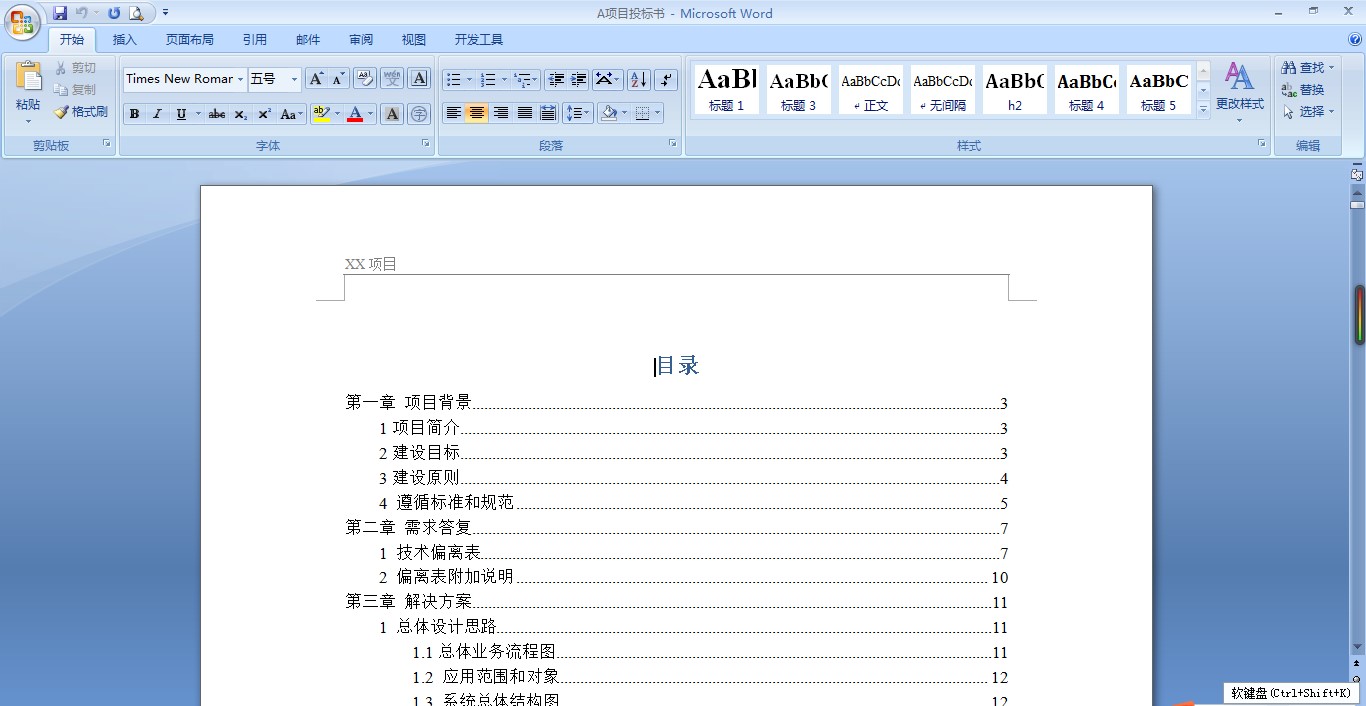 A项目投标书 - Microsoft Word
开始 插入 页面布局 引用 邮件 审阅 视图 开发工具
粘贴 剪切 复制 格式刷
Times New Roman 五号
AaBl AaBb( AaBbCcDc AaBbCcDc AaBb( AaBbC( AaBbC
标题 1 标题 3 正文 无间隔 h2 标题 4 标题 5
更改样式
查找
替换
选择
剪贴板 字体 段落 样式 编辑
XX 项目
目录
第一章 项目背景 3
1 项目简介 3
2 建设目标 3
3 建设原则 4
4 遵循标准和规范 5
第二章 需求答复 7
1 技术偏离表 7
2 偏离表附加说明 10
第三章 解决方案 11
1 总体设计思路 11
1.1 总体业务流程图 11
1.2 应用范围和对象 12
1.3 系统总体结构图 12
软键盘(Ctrl+Shift+K)